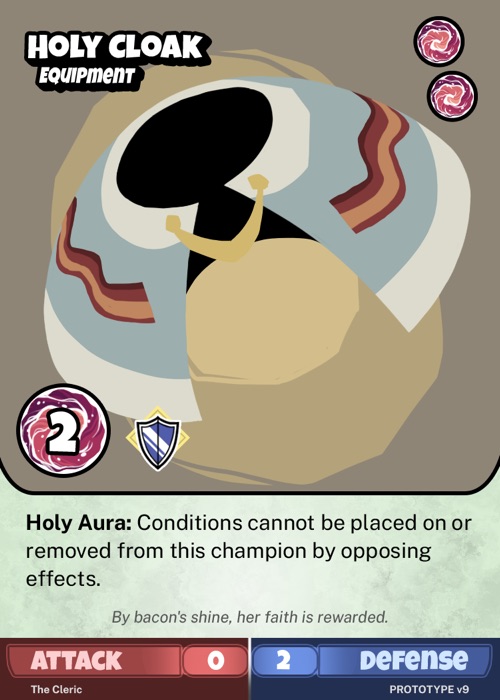 HOLY CLOAK
EQUIPMENT
2
Holy Aura: Conditions cannot be placed on or
removed from this champion by opposing
effects.
By bacon's shine, her faith is rewarded.
ATTACK 0 2 DEFENSE
The Cleric PROTOTYPE v9